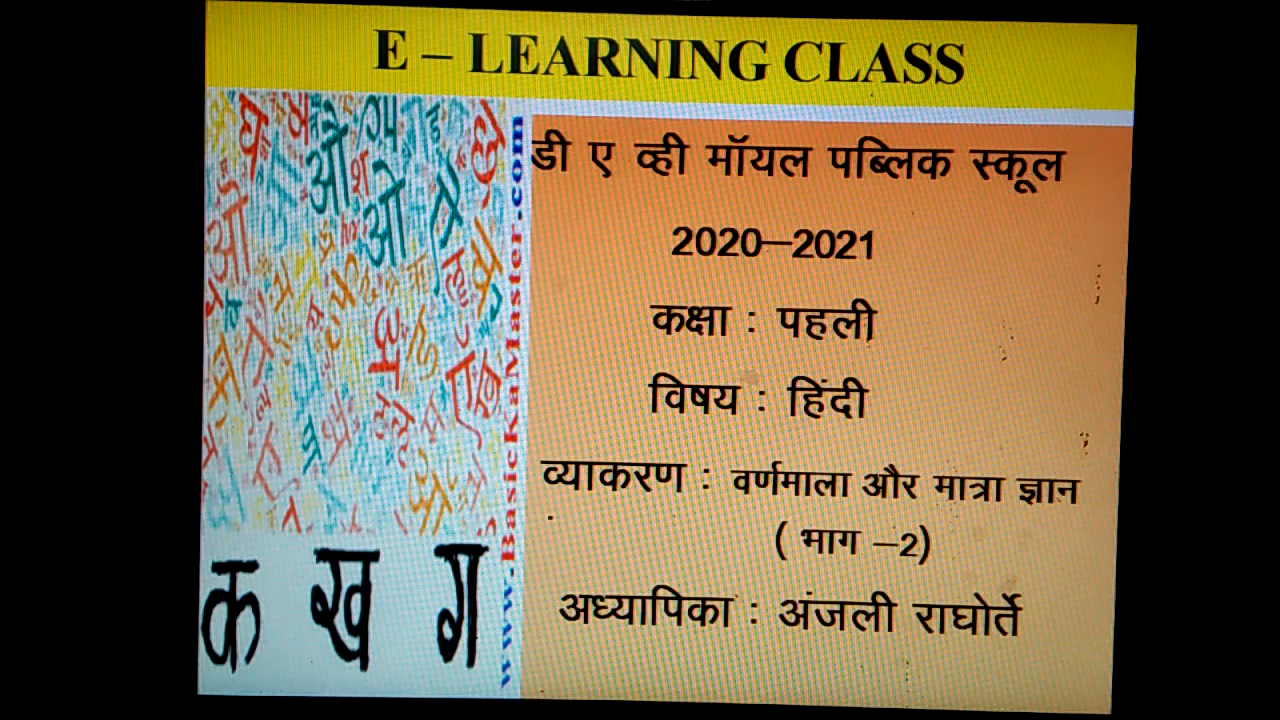 E – LEARNING CLASS
डी ए व्ही मॉयल पब्लिक स्कूल
2020–2021
कक्षा : पहली
विषय : हिंदी
व्याकरण : वर्णमाला और मात्रा ज्ञान
( भाग –2)
अध्यापिका : अंजली राघोर्ते
www.BasicKaMaster.com
क ख ग